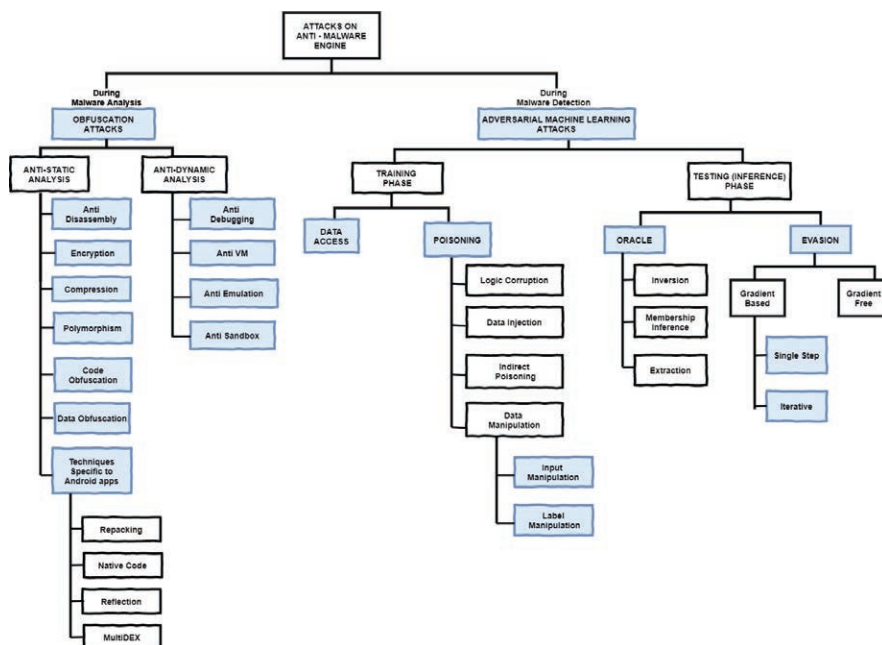 ATTACKS ON
ANTI - MALWARE
ENGINE
During
Malware Analysis
OBFUSCATION
ATTACKS
ANTI-STATIC
ANALYSIS
Anti
Disassembly
Encryption
Compression
Polymorphism
Code
Obfuscation
Data Obfuscation
Techniques
Specific to
Android apps
Repacking
Native Code
Reflection
MultiDEX
ANTI-DYNAMIC
ANALYSIS
Anti
Debugging
Anti VM
Anti Emulation
Anti Sandbox
During
Malware Detection
ADVERSARIAL MACHINE LEARNING
ATTACKS
TRAINING
PHASE
DATA
ACCESS
POISONING
Logic Corruption
Data Injection
Indirect
Poisoning
Data
Manipulation
Input
Manipulation
Label
Manipulation
TESTING (INFERENCE)
PHASE
ORACLE
Inversion
Membership
Inference
Extraction
EVASION
Gradient
Based
Single Step
Iterative
Gradient
Free